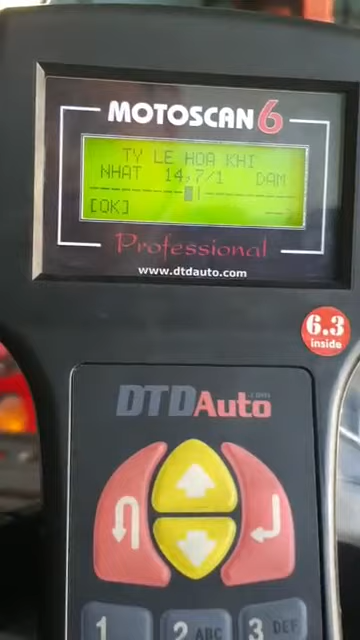 MOTOSCAN6
TY LE HOA KHI
NHAT 14,7/1 DAM
[OK]
Professional
www.dtdauto.com
6.3
inside
DTDAuto
1
2 ABC
3 DEF